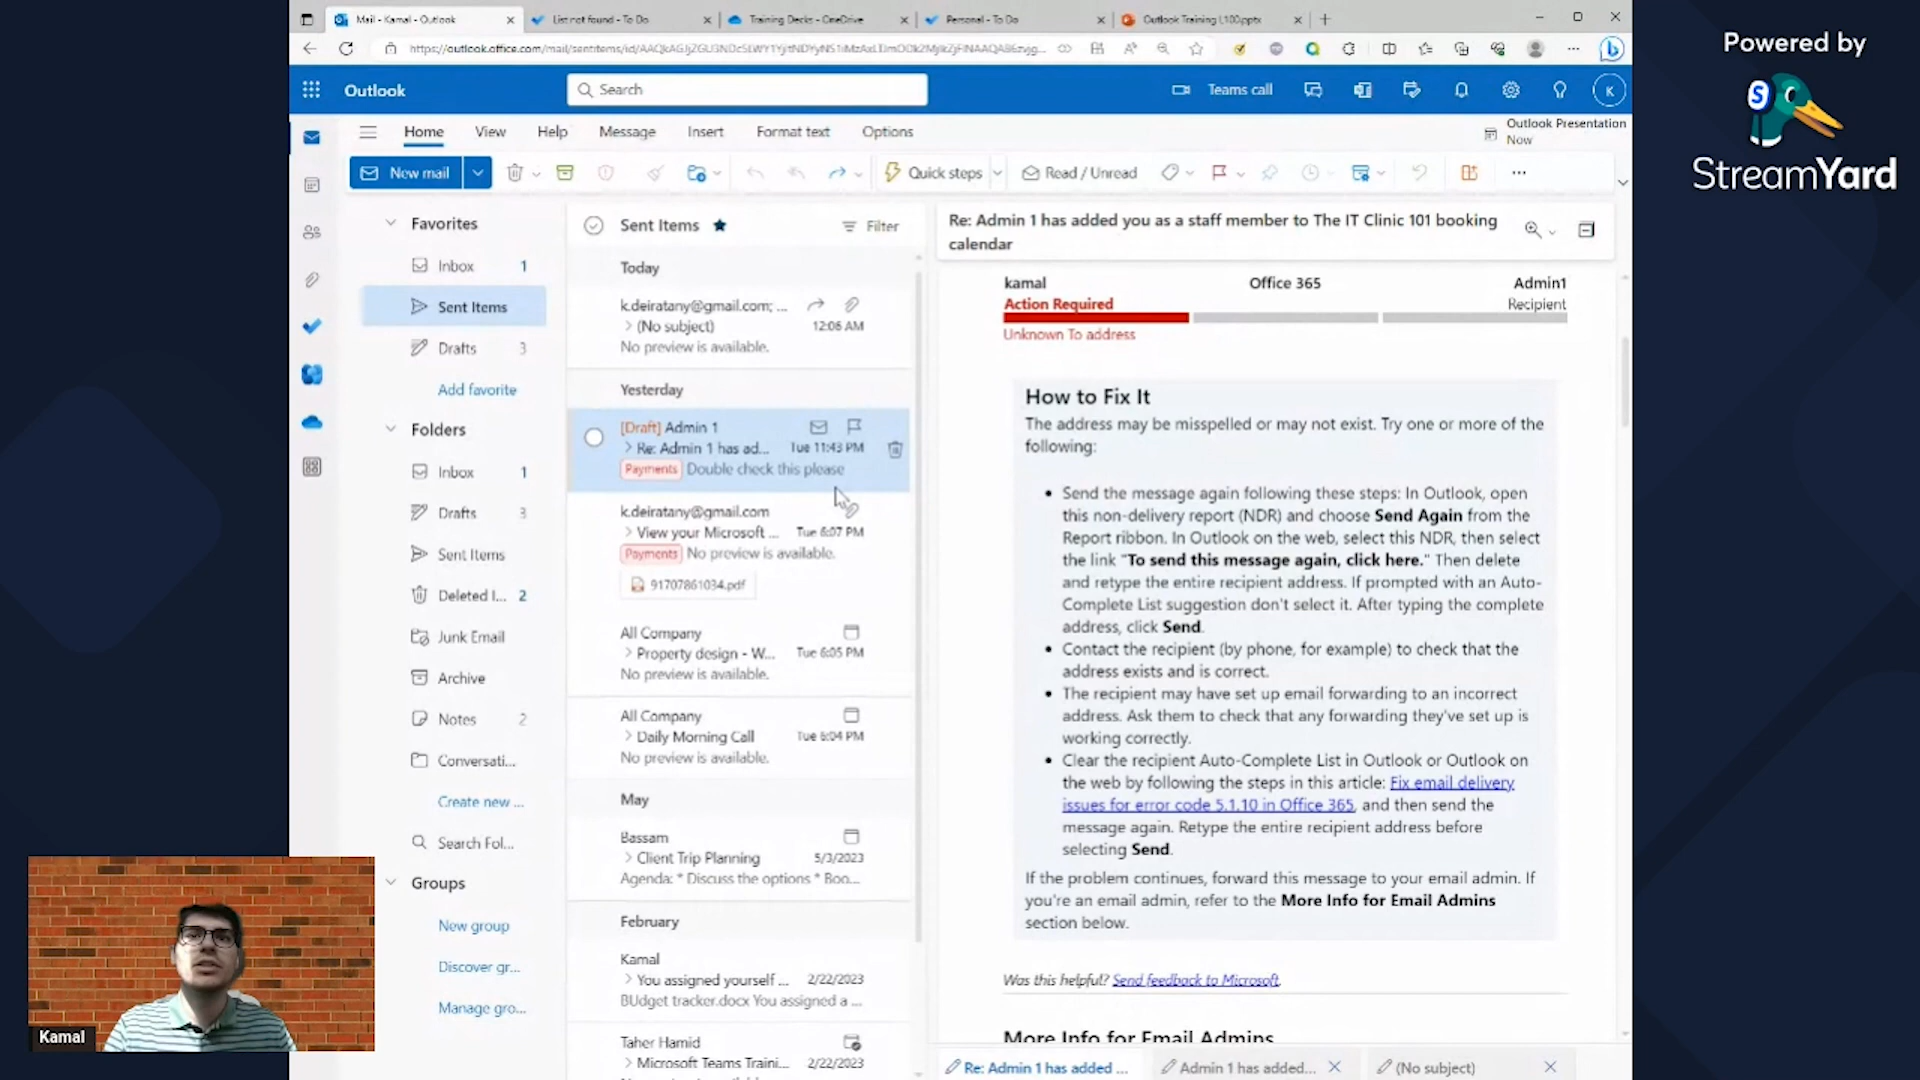 Mail - Kamal - Outlook
List not found - To Do
Training Decks - OneDrive
Personal - To Do
Outlook Training L100.pptx
Outlook
Search
Teams call
K
Home
View
Help
Message
Insert
Format text
Options
Outlook Presentation
Now
New mail
Quick steps
Read / Unread
Favorites
Inbox 1
Sent Items
Drafts 3
Add favorite
Folders
Inbox 1
Drafts 3
Sent Items
Deleted I... 2
Junk Email
Archive
Notes 2
Conversati...
Create new ...
Search Fol...
Groups
New group
Discover gr...
Manage gro...
Sent Items
Filter
Today
k.deiratany@gmail.com; ...
(No subject) 12:06 AM
No preview is available.
Yesterday
[Draft] Admin 1
Re: Admin 1 has ad... Tue 11:43 PM
Payments Double check this please
k.deiratany@gmail.com
View your Microsoft ... Tue 6:07 PM
Payments No preview is available.
91707861034.pdf
All Company
Property design - W... Tue 6:05 PM
No preview is available.
All Company
Daily Morning Call Tue 6:04 PM
No preview is available.
May
Bassam
Client Trip Planning 5/3/2023
Agenda: * Discuss the options * Boo...
February
Kamal
You assigned yourself ... 2/22/2023
BUdget tracker.docx You assigned a ...
Taher Hamid
Microsoft Teams Traini... 2/22/2023
Re: Admin 1 has added you as a staff member to The IT Clinic 101 booking
calendar
kamal Office 365 Admin1
Action Required Recipient
Unknown To address
How to Fix It
The address may be misspelled or may not exist. Try one or more of the
following:
• Send the message again following these steps: In Outlook, open
this non-delivery report (NDR) and choose Send Again from the
Report ribbon. In Outlook on the web, select this NDR, then select
the link "To send this message again, click here." Then delete
and retype the entire recipient address. If prompted with an Auto-
Complete List suggestion don't select it. After typing the complete
address, click Send.
• Contact the recipient (by phone, for example) to check that the
address exists and is correct.
• The recipient may have set up email forwarding to an incorrect
address. Ask them to check that any forwarding they've set up is
working correctly.
• Clear the recipient Auto-Complete List in Outlook or Outlook on
the web by following the steps in this article: Fix email delivery
issues for error code 5.1.10 in Office 365, and then send the
message again. Retype the entire recipient address before
selecting Send.
If the problem continues, forward this message to your email admin. If
you're an email admin, refer to the More Info for Email Admins
section below.
Was this helpful? Send feedback to Microsoft.
More Info for Email Admins
Re: Admin 1 has added ...
Admin 1 has added...
(No subject)
Kamal
Powered by
S
StreamYard